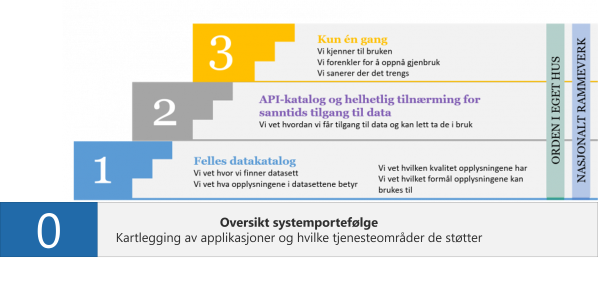 3
Kun én gang
Vi kjenner til bruken
Vi forenkler for å oppnå gjenbruk
Vi sanerer der det trengs
2
API-katalog og helhetlig tilnærming for
sanntids tilgang til data
Vi vet hvordan vi får tilgang til data og kan lett ta de i bruk
1
Felles datakatalog
Vi vet hvor vi finner datasett
Vi vet hva opplysningene i datasettene betyr
Vi vet hvilken kvalitet opplysningene har
Vi vet hvilket formål opplysningene kan
brukes til
ORDEN I EGET HUS
NASJONALT RAMMEVERK
0
Oversikt systemportefølge
Kartlegging av applikasjoner og hvilke tjenesteområder de støtter